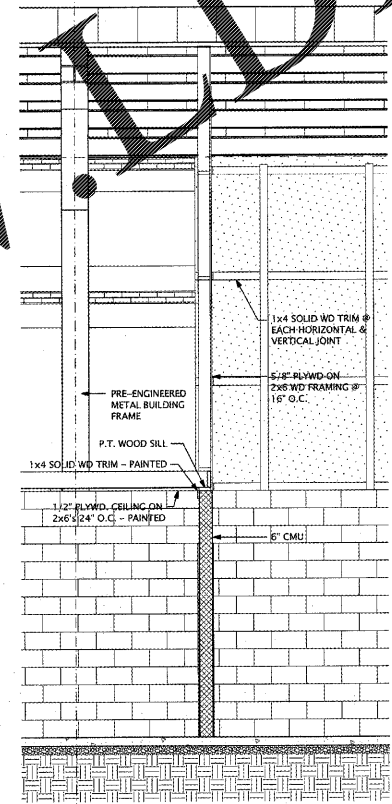 1x4 SOLID WD TRIM @
EACH HORIZONTAL &
VERTICAL JOINT
5/8" PLYWD ON
2x6 WD FRAMING @
16" O.C.
PRE-ENGINEERED
METAL BUILDING
FRAME
P.T. WOOD SILL
1x4 SOLID WD TRIM - PAINTED
1/2" PLYWD. CEILING ON
2x6's 24" O.C. - PAINTED
6" CMU